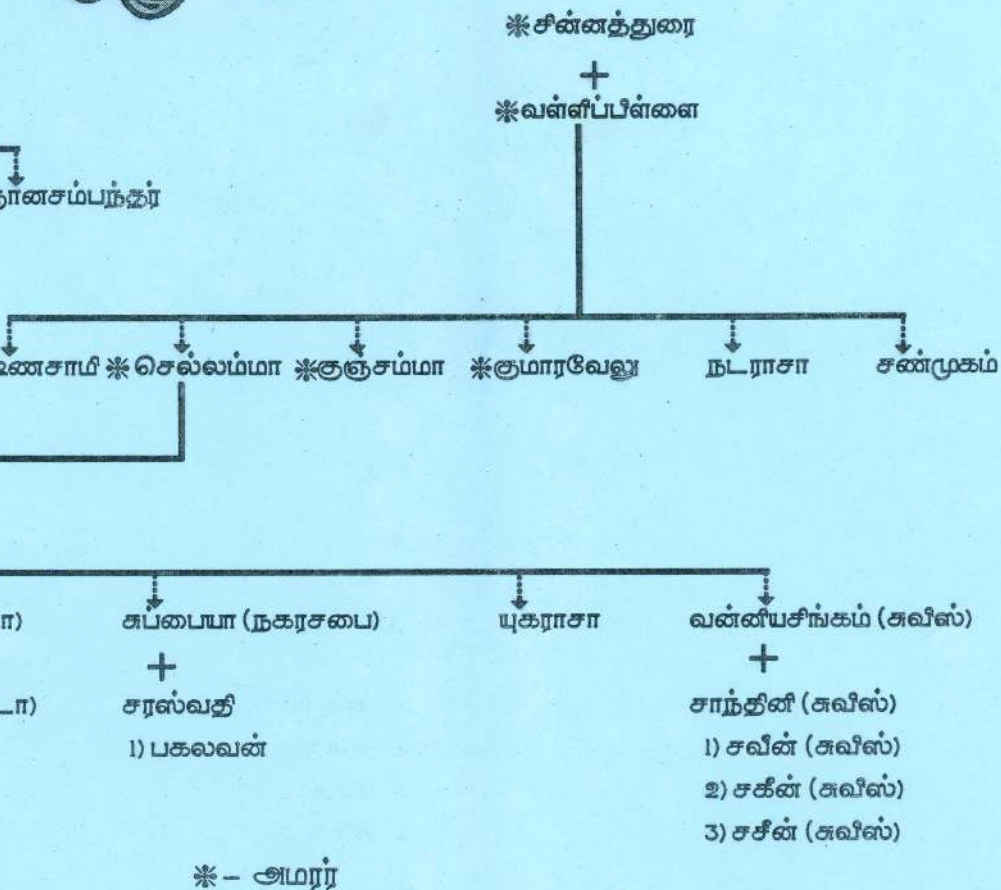 ※சின்னத்துரை
+
※வள்ளிப்பிள்ளை
ானசம்பந்தர்
ணசாமி ※செல்லம்மா ※குஞ்சம்மா ※குமாரவேலு நடராசா சண்முகம்
ா) சுப்பையா (நகரசபை) யுகராசா வன்னியசிங்கம் (சுவிஸ்)
+ +
டா) சரஸ்வதி சாந்தினி (சுவிஸ்)
1) பகலவன் 1) சவீன் (சுவிஸ்)
2) சகீன் (சுவிஸ்)
3) சசீன் (சுவிஸ்)
※ – அமரர்